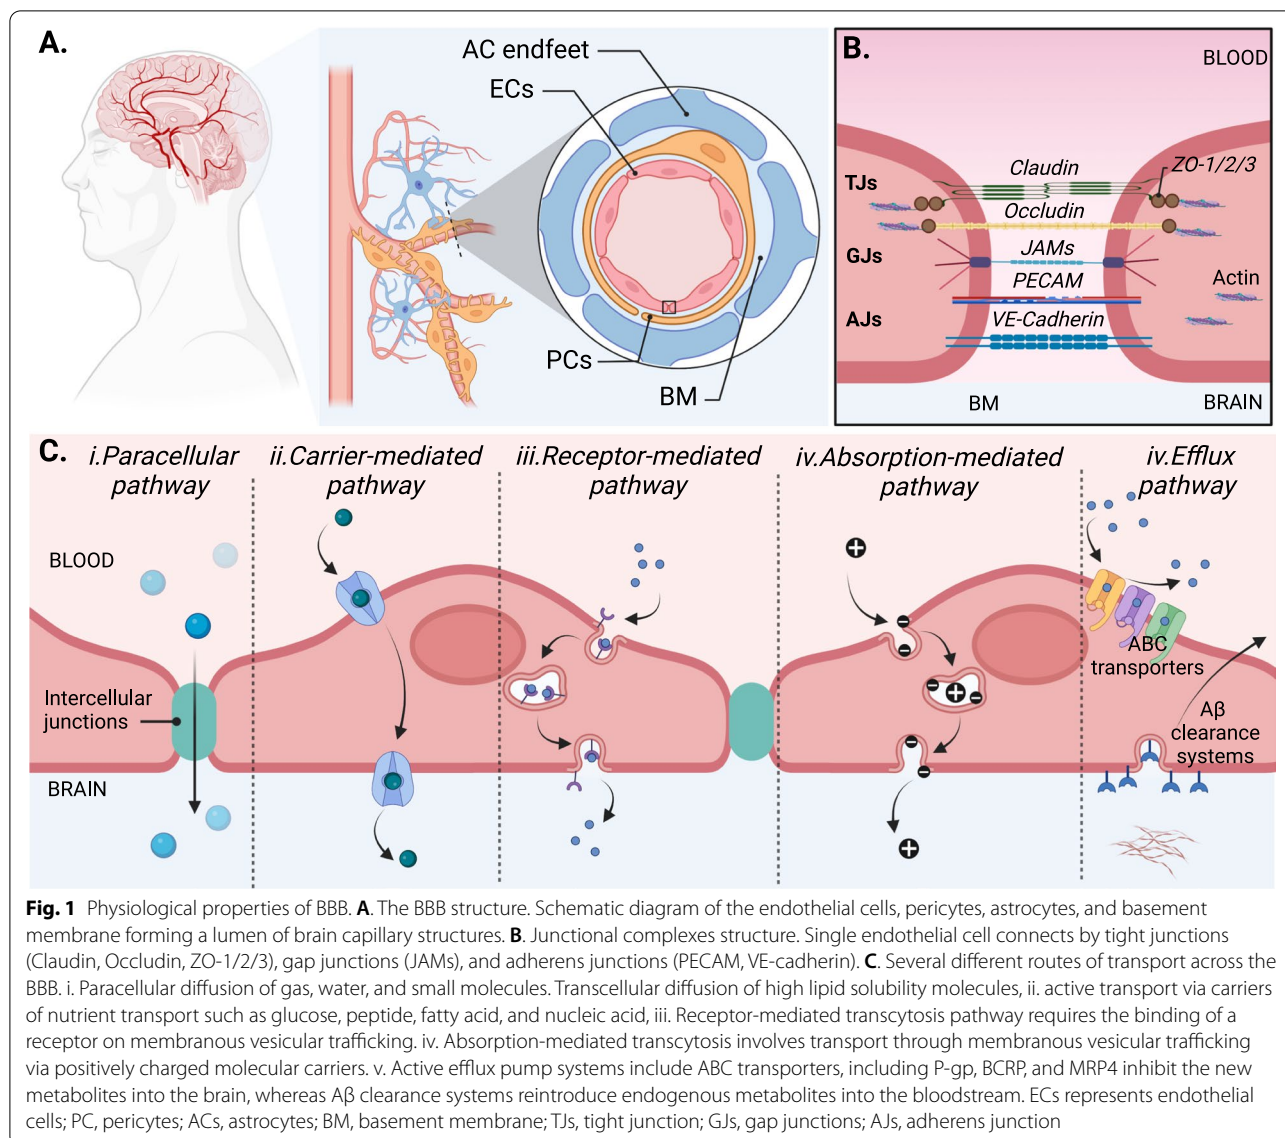 A.
AC endfeet
ECs
PCs
BM
B.
BLOOD
Claudin
ZO-1/2/3
TJs
Occludin
GJs
JAMs
PECAM
Actin
AJs
VE-Cadherin
BM
BRAIN
C.
i.Paracellular
pathway
ii.Carrier-mediated
pathway
iii.Receptor-mediated
pathway
iv.Absorption-mediated
pathway
iv.Efflux
pathway
BLOOD
ABC
transporters
Intercellular
junctions
Aβ
clearance
systems
BRAIN
Fig. 1 Physiological properties of BBB. A. The BBB structure. Schematic diagram of the endothelial cells, pericytes, astrocytes, and basement
membrane forming a lumen of brain capillary structures. B. Junctional complexes structure. Single endothelial cell connects by tight junctions
(Claudin, Occludin, ZO-1/2/3), gap junctions (JAMs), and adherens junctions (PECAM, VE-cadherin). C. Several different routes of transport across the
BBB. i. Paracellular diffusion of gas, water, and small molecules. Transcellular diffusion of high lipid solubility molecules, ii. active transport via carriers
of nutrient transport such as glucose, peptide, fatty acid, and nucleic acid, iii. Receptor-mediated transcytosis pathway requires the binding of a
receptor on membranous vesicular trafficking. iv. Absorption-mediated transcytosis involves transport through membranous vesicular trafficking
via positively charged molecular carriers. v. Active efflux pump systems include ABC transporters, including P-gp, BCRP, and MRP4 inhibit the new
metabolites into the brain, whereas Aβ clearance systems reintroduce endogenous metabolites into the bloodstream. ECs represents endothelial
cells; PC, pericytes; ACs, astrocytes; BM, basement membrane; TJs, tight junction; GJs, gap junctions; AJs, adherens junction